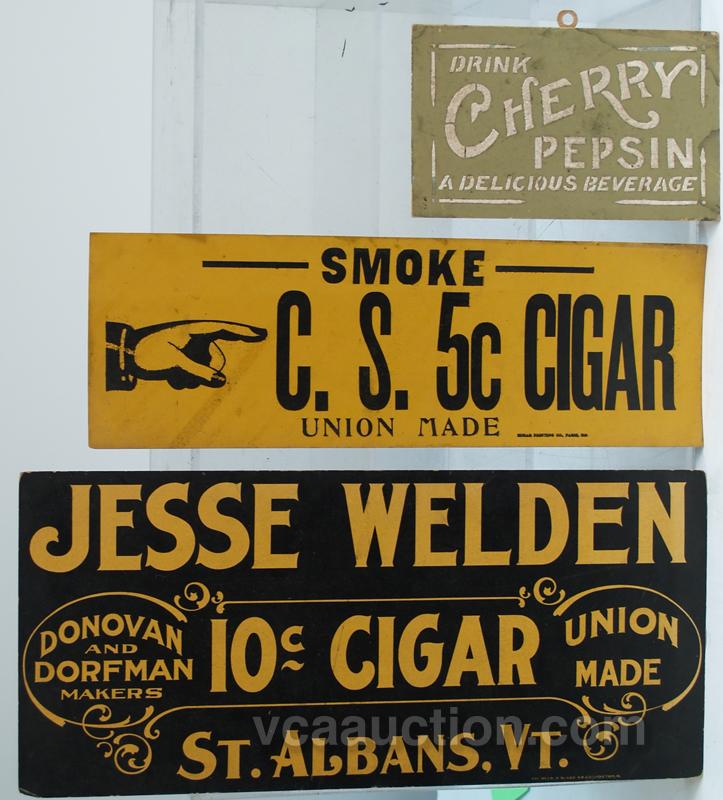 DRINK
CHERRY
PEPSIN
A DELICIOUS BEVERAGE
SMOKE
C. S. 5c CIGAR
UNION MADE
JESSE WELDEN
DONOVAN
AND
DORFMAN
MAKERS
10c CIGAR
UNION
MADE
ST. ALBANS, VT.
vcaauction.com